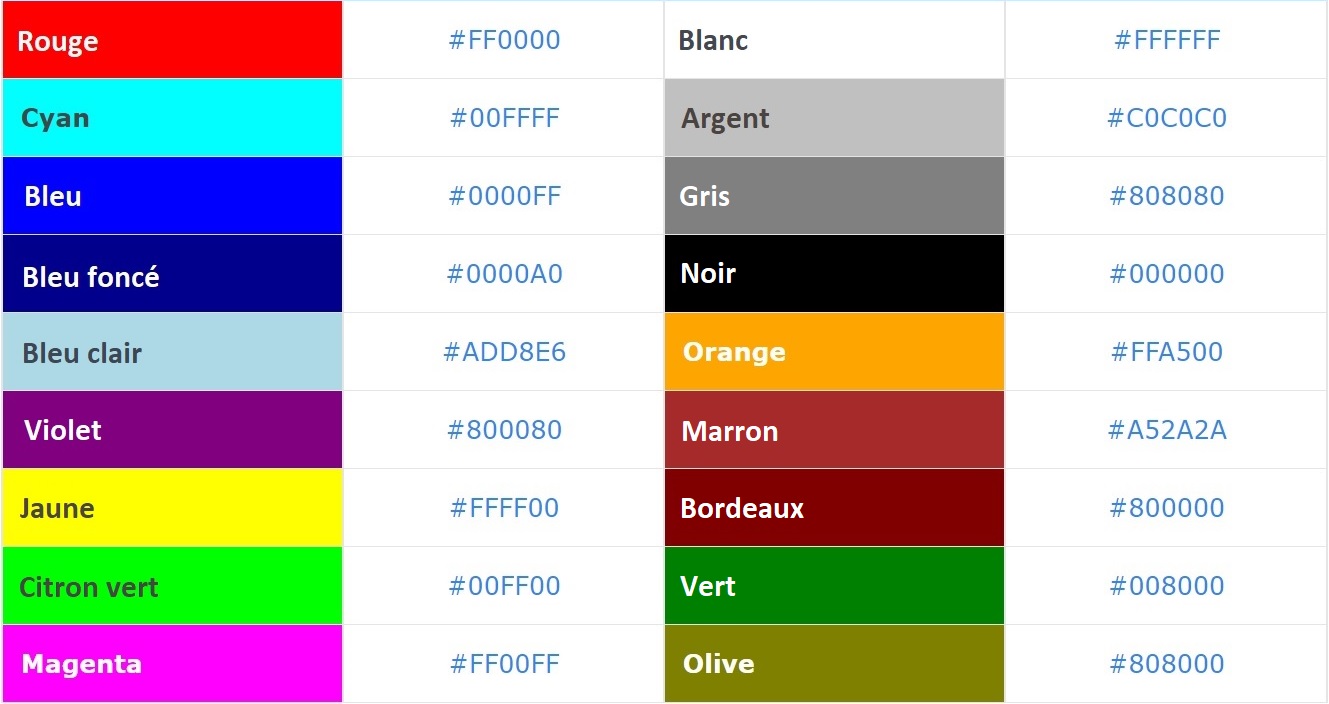 Rouge #FF0000 Blanc #FFFFFF
Cyan #00FFFF Argent #C0C0C0
Bleu #0000FF Gris #808080
Bleu foncé #0000A0 Noir #000000
Bleu clair #ADD8E6 Orange #FFA500
Violet #800080 Marron #A52A2A
Jaune #FFFF00 Bordeaux #800000
Citron vert #00FF00 Vert #008000
Magenta #FF00FF Olive #808000